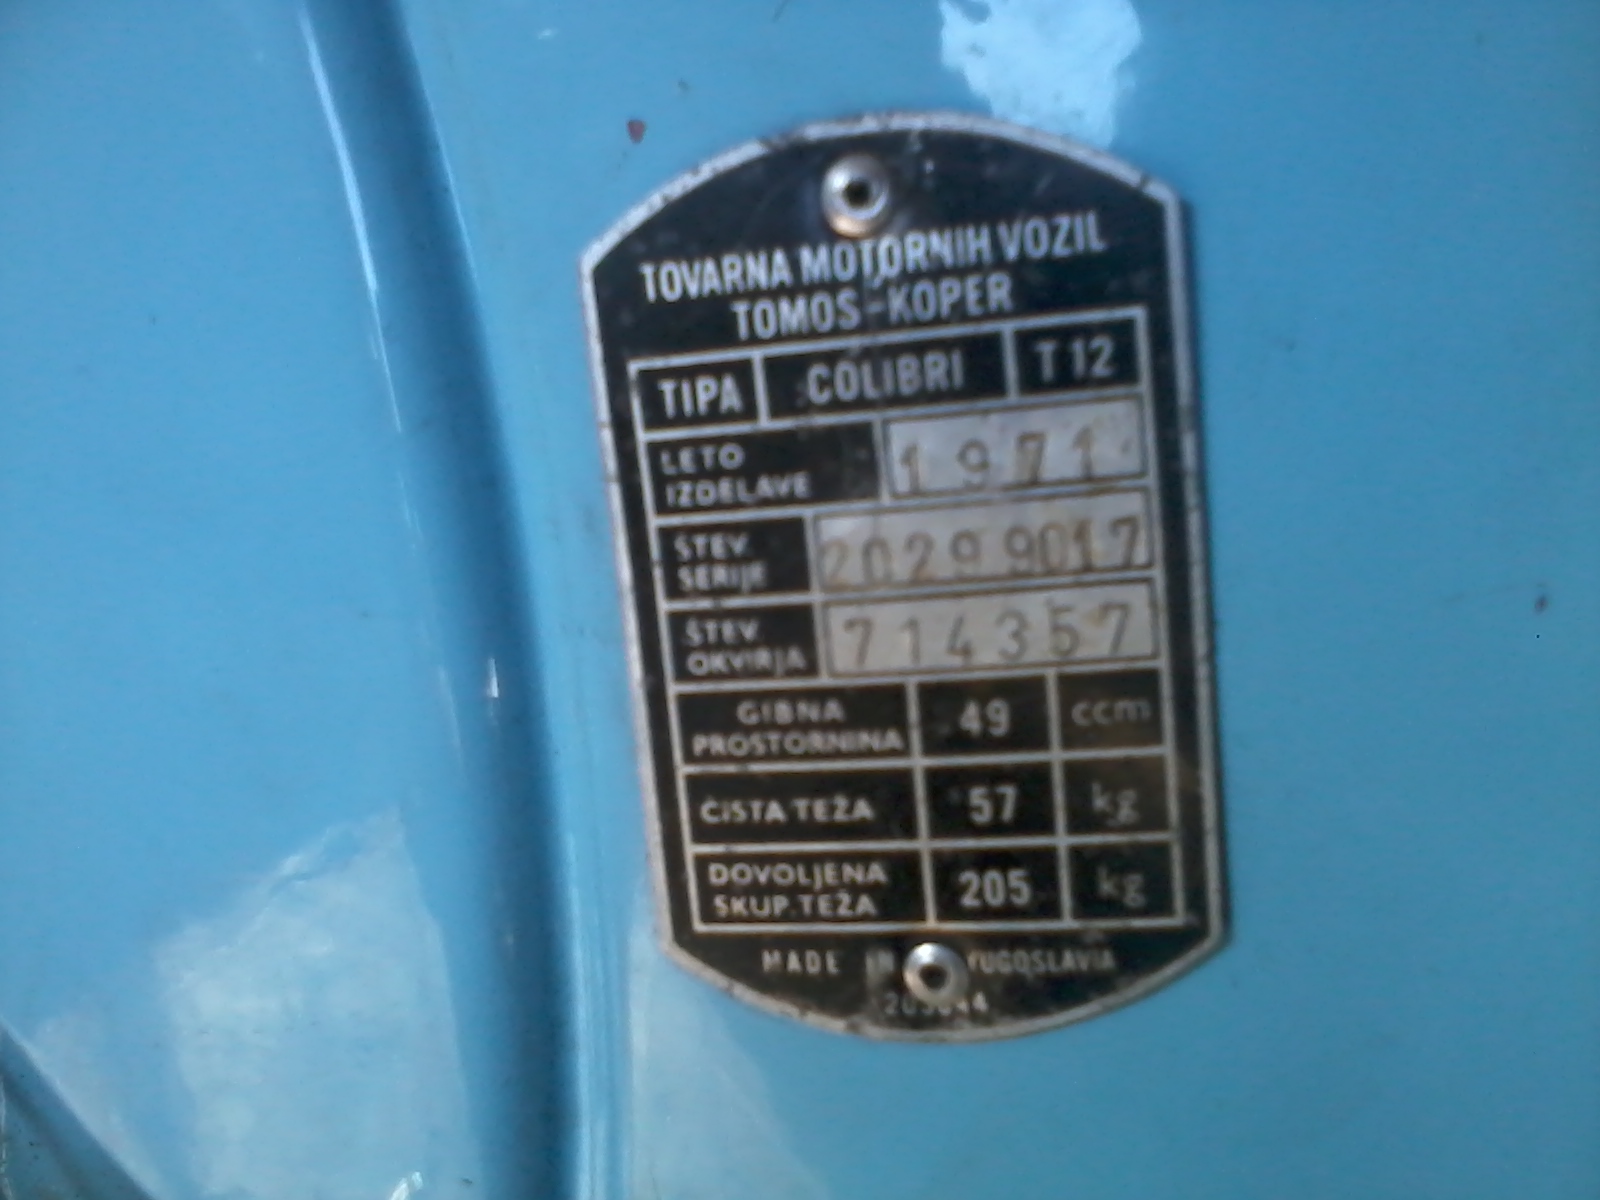 TOVARNA MOTORNIH VOZIL
TOMOS-KOPER
TIPA COLIBRI T 12
LETO IZDELAVE 1971
ŠTEV. SERIJE 20299017
ŠTEV. OKVIRJA 714357
GIBNA PROSTORNINA 49 ccm
ČISTA TEŽA 57 kg
DOVOLJENA SKUP. TEŽA 205 kg
MADE IN YUGOSLAVIA